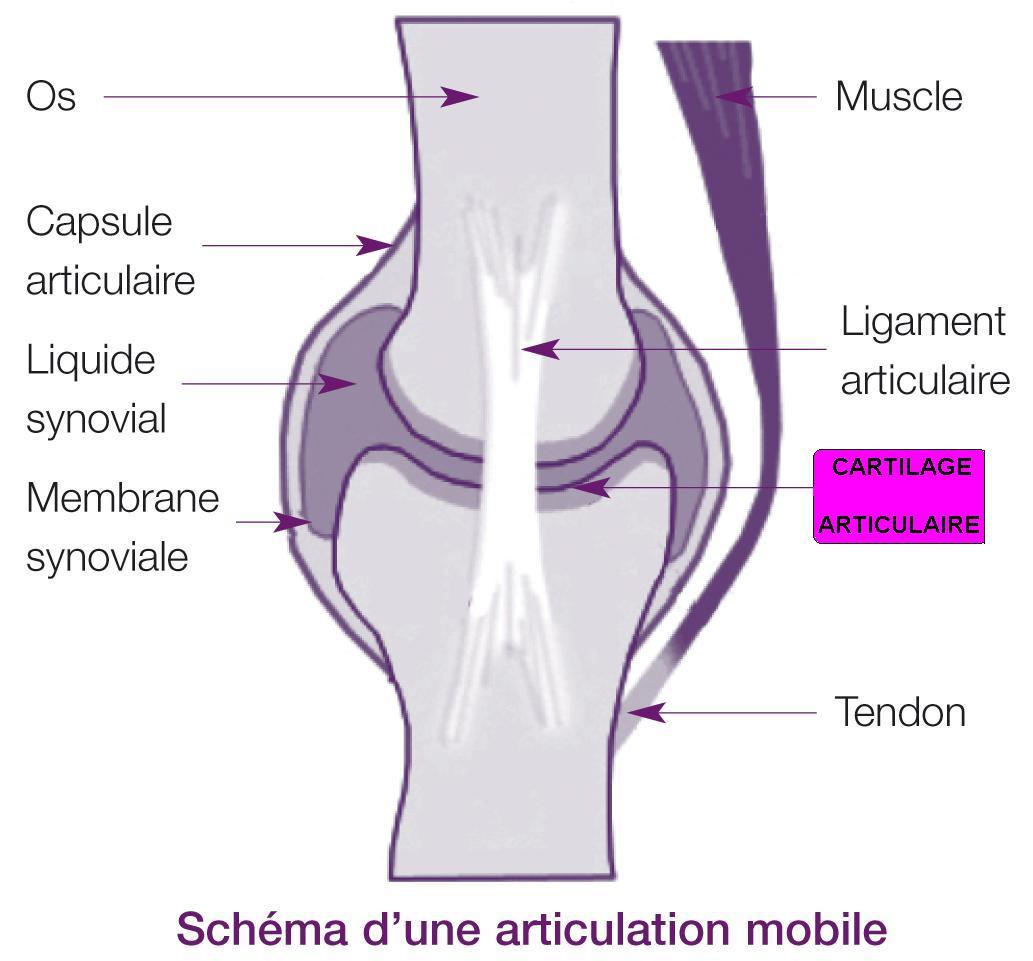 Os
Capsule
articulaire
Liquide
synovial
Membrane
synoviale
Muscle
Ligament
articulaire
CARTILAGE
ARTICULAIRE
Tendon
Schéma d’une articulation mobile